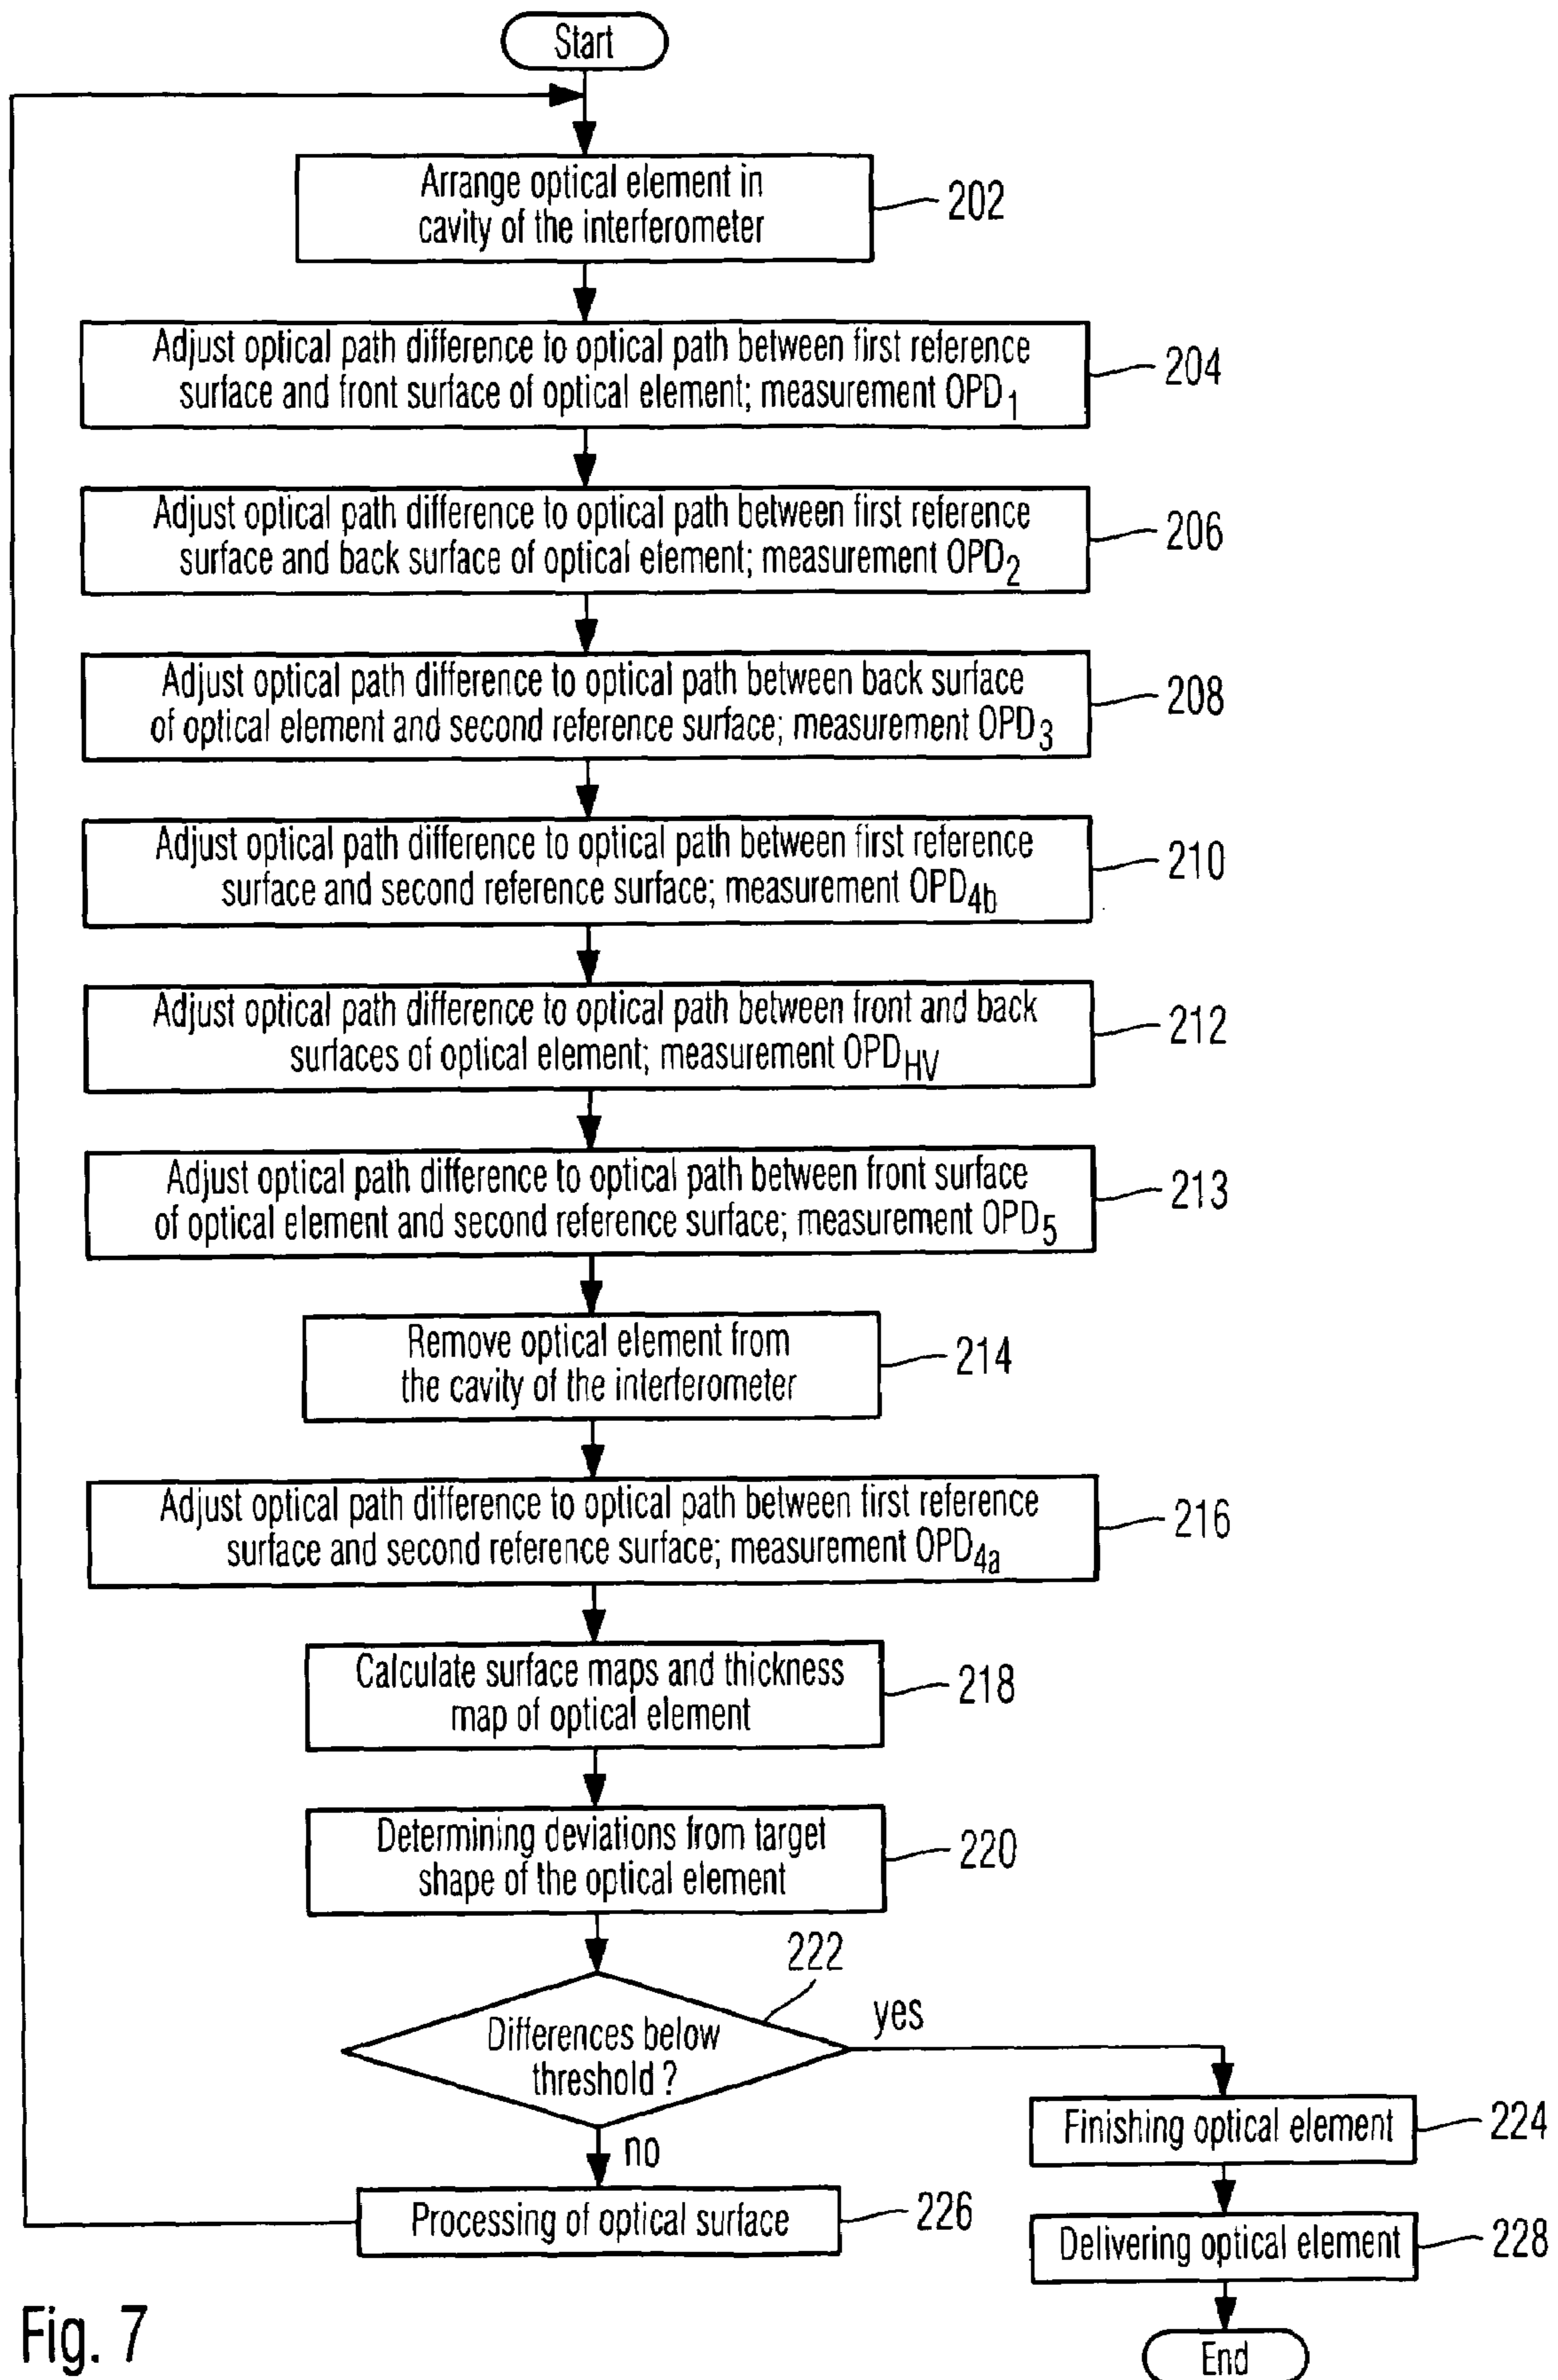 Start
Arrange optical element in
cavity of the interferometer
202
Adjust optical path difference to optical path between first reference
surface and front surface of optical element; measurement OPD1
204
Adjust optical path difference to optical path between first reference
surface and back surface of optical element; measurement OPD2
206
Adjust optical path difference to optical path between back surface
of optical element and second reference surface; measurement OPD3
208
Adjust optical path difference to optical path between first reference
surface and second reference surface; measurement OPD4b
210
Adjust optical path difference to optical path between front and back
surfaces of optical element; measurement OPDHV
212
Adjust optical path difference to optical path between front surface
of optical element and second reference surface; measurement OPD5
213
Remove optical element from
the cavity of the interferometer
214
Adjust optical path difference to optical path between first reference
surface and second reference surface; measurement OPD4a
216
Calculate surface maps and thickness
map of optical element
218
Determining deviations from target
shape of the optical element
220
222
Differences below
threshold?
yes
no
Finishing optical element
224
Processing of optical surface
226
Delivering optical element
228
End
Fig. 7